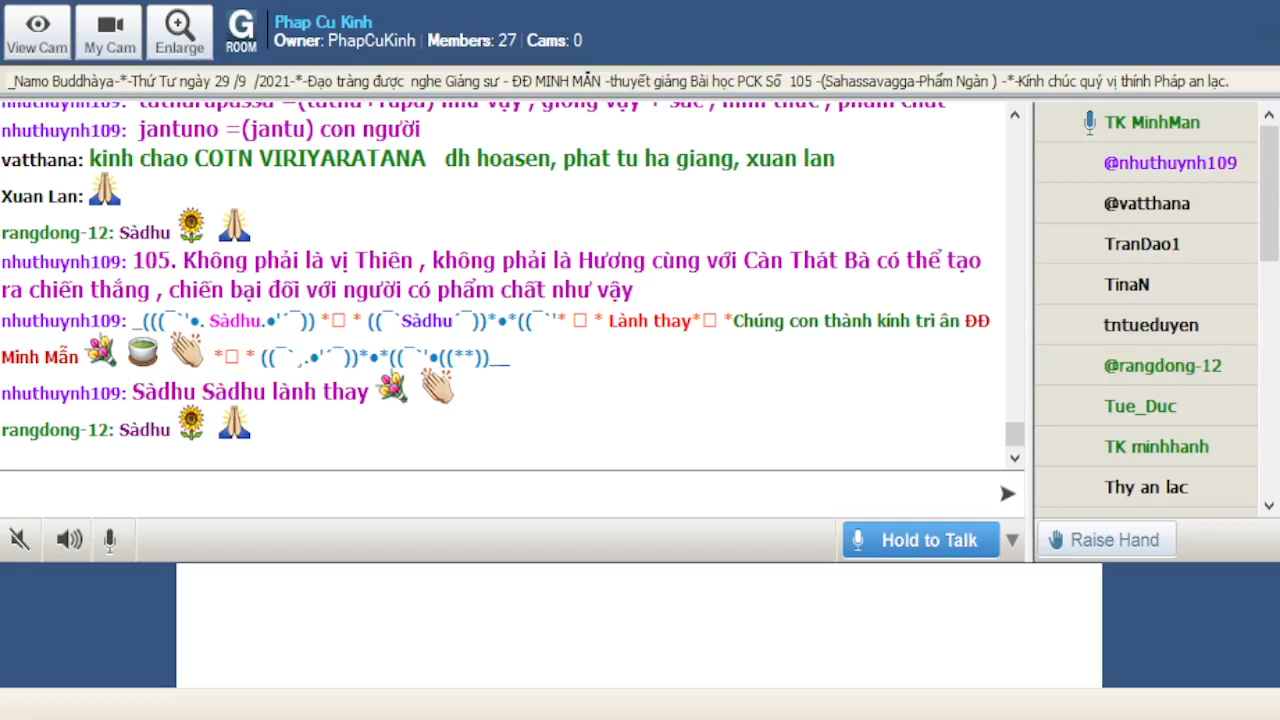 View Cam
My Cam
Enlarge
G
ROOM
Phap Cu Kinh
Owner: PhapCuKinh | Members: 27 | Cams: 0
_Namo Buddhàya-*-Thứ Tư ngày 29 /9 /2021-*-Đạo tràng được nghe Giảng sư - ĐĐ MINH MẪN -thuyết giảng Bài học PCK Số 105 -(Sahassavagga-Phẩm Ngàn ) -*-Kính chúc quý vị thính Pháp an lạc.
nhuthuynh109: jantuno =(jantu) con người
vatthana: kinh chao COTN VIRIYARATANA dh hoasen, phat tu ha giang, xuan lan
Xuan Lan:
rangdong-12: Sàdhu
nhuthuynh109: 105. Không phải là vị Thiên , không phải là Hương cùng với Càn Thát Bà có thể tạo
ra chiến thắng , chiến bại đối với người có phẩm chất như vậy
nhuthuynh109: _(((¯`'●. Sàdhu.●'´¯)) *□ * ((¯`Sàdhu´¯))*●*((¯`'* □ * Lành thay*□ *Chúng con thành kính tri ân ĐĐ
Minh Mẫn *□ * ((¯`¸.●'´¯))*●*((¯`'●((**))__
nhuthuynh109: Sàdhu Sàdhu lành thay
rangdong-12: Sàdhu
TK MinhMan
@nhuthuynh109
@vatthana
TranDao1
TinaN
tntueduyen
@rangdong-12
Tue_Duc
TK minhhanh
Thy an lac
Hold to Talk
Raise Hand